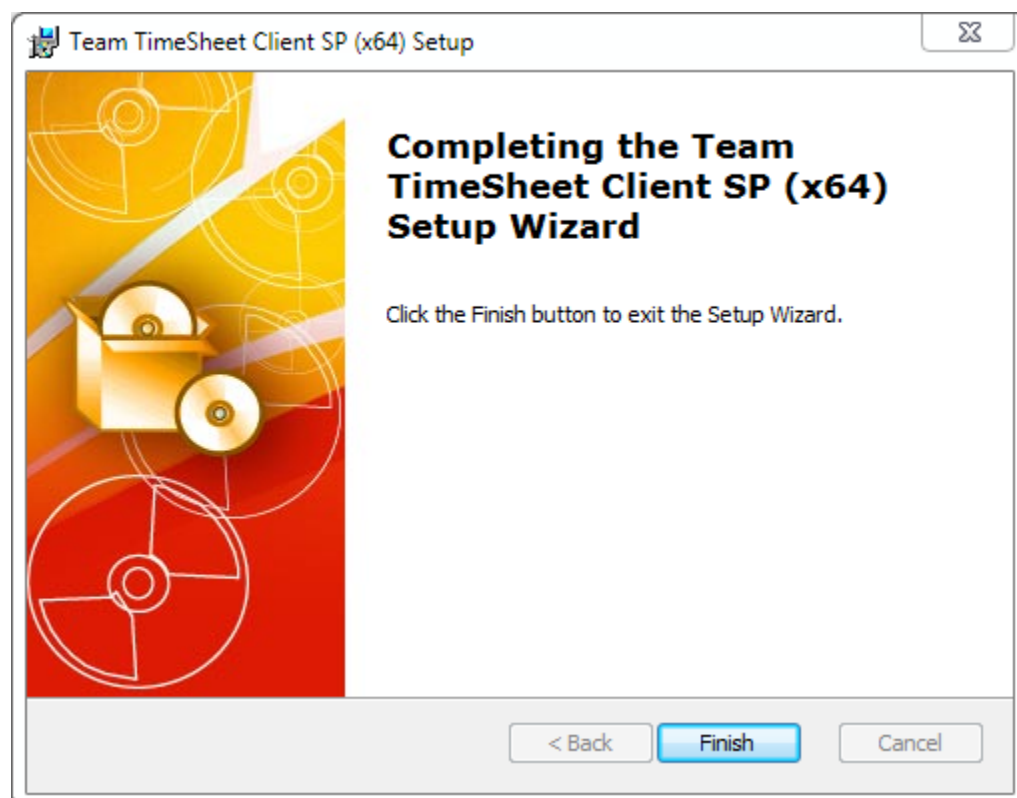 Team TimeSheet Client SP (x64) Setup
Completing the Team
TimeSheet Client SP (x64)
Setup Wizard
Click the Finish button to exit the Setup Wizard.
< Back
Finish
Cancel